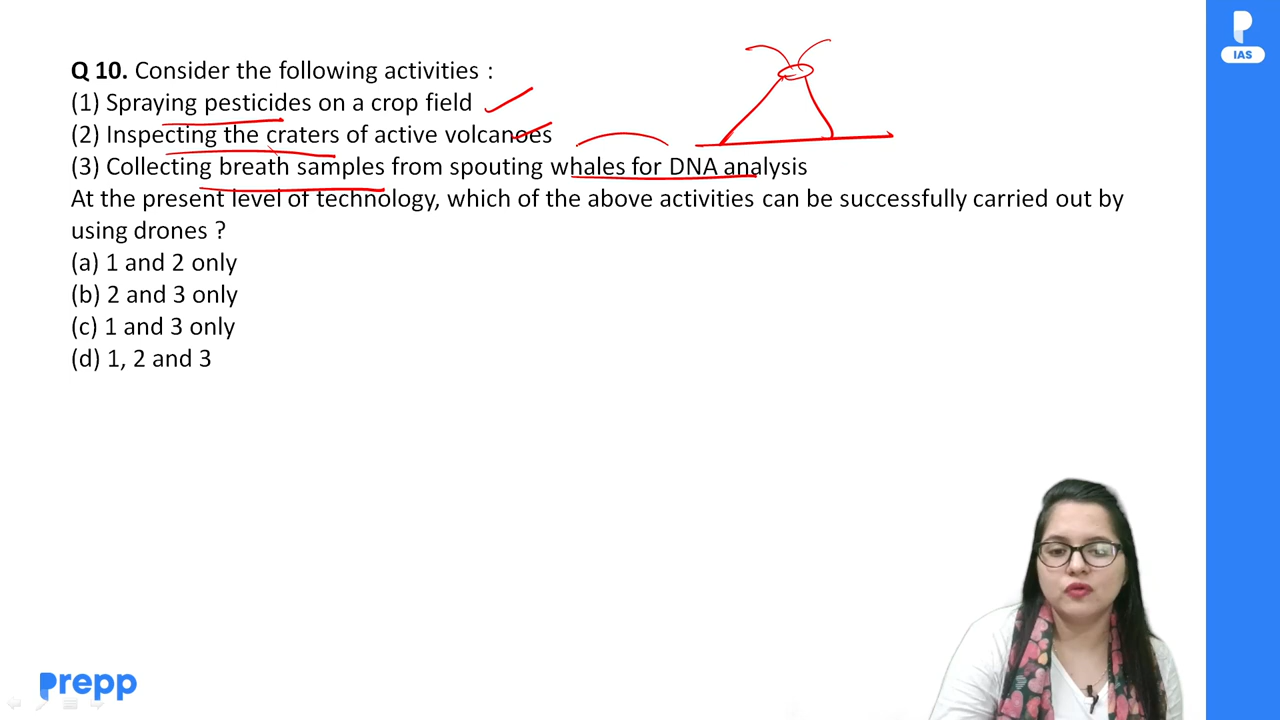 IAS
Q 10. Consider the following activities :
(1) Spraying pesticides on a crop field
(2) Inspecting the craters of active volcanoes
(3) Collecting breath samples from spouting whales for DNA analysis
At the present level of technology, which of the above activities can be successfully carried out by
using drones ?
(a) 1 and 2 only
(b) 2 and 3 only
(c) 1 and 3 only
(d) 1, 2 and 3
prepp